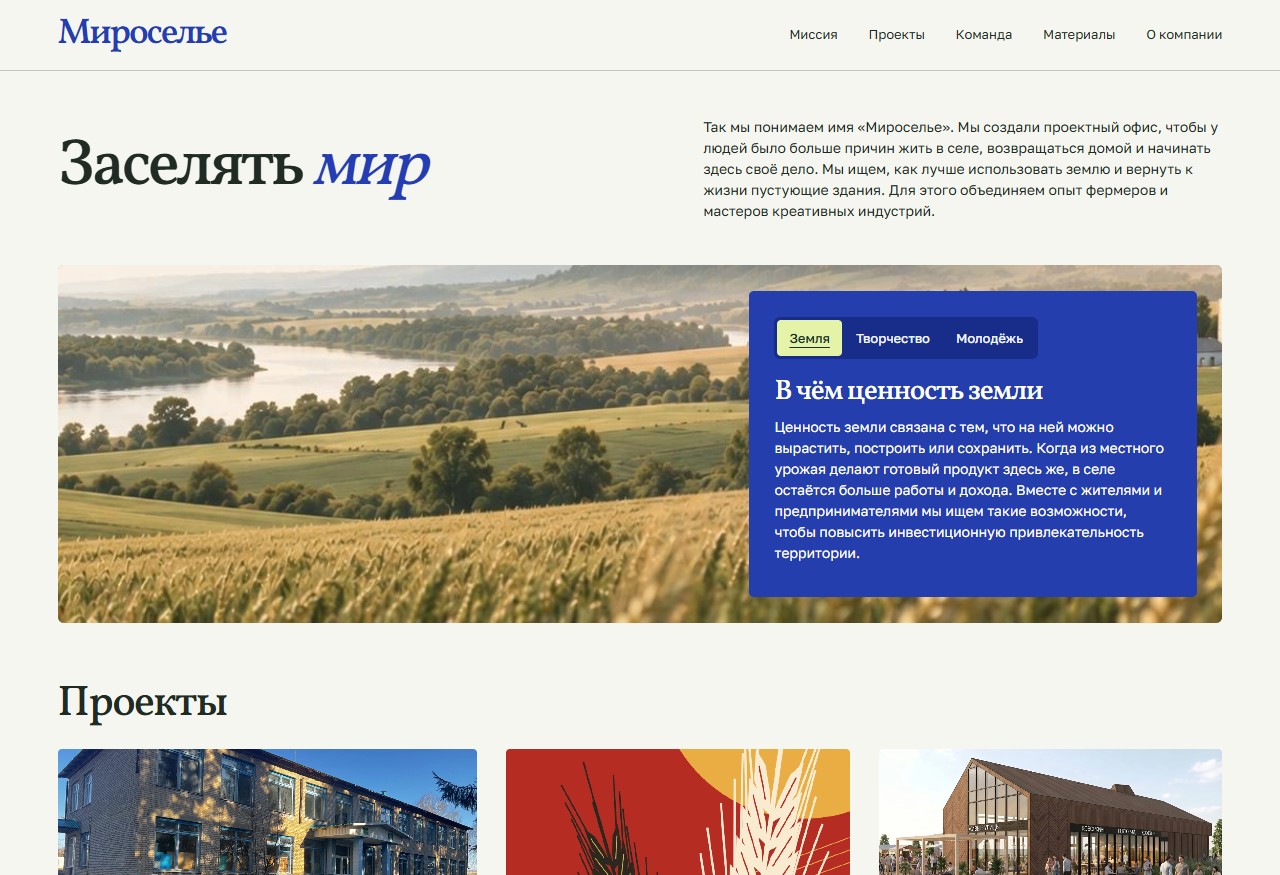 Мироселье
Миссия Проекты Команда Материалы О компании
Заселять мир
Так мы понимаем имя «Мироселье». Мы создали проектный офис, чтобы у
людей было больше причин жить в селе, возвращаться домой и начинать
здесь своё дело. Мы ищем, как лучше использовать землю и вернуть к
жизни пустующие здания. Для этого объединяем опыт фермеров и
мастеров креативных индустрий.
Земля Творчество Молодёжь
В чём ценность земли
Ценность земли связана с тем, что на ней можно
вырастить, построить или сохранить. Когда из местного
урожая делают готовый продукт здесь же, в селе
остаётся больше работы и дохода. Вместе с жителями и
предпринимателями мы ищем такие возможности,
чтобы повысить инвестиционную привлекательность
территории.
Проекты